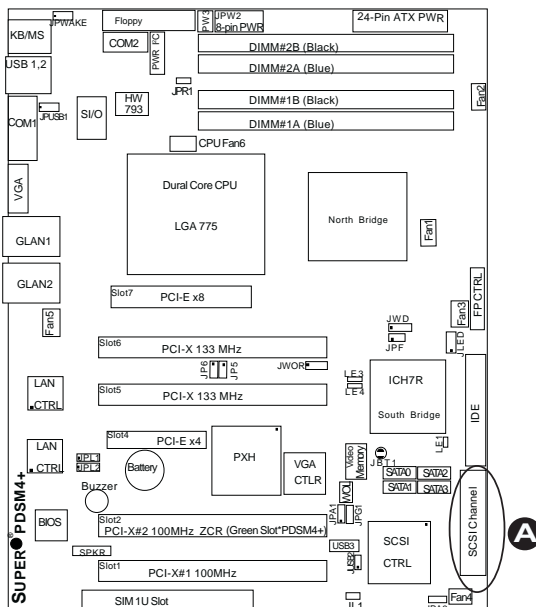 JPWAKE
Floppy
PW3
JPW2
8-pin PWR
24-Pin ATX PWR
KB/MS
COM2
PWR I²C
DIMM#2B (Black)
USB 1,2
DIMM#2A (Blue)
JPR1
Fan2
HW
793
DIMM#1B (Black)
COM1
JPUSB1
SI/O
DIMM#1A (Blue)
CPU Fan6
VGA
Dural Core CPU
LGA 775
North Bridge
Fan1
GLAN1
GLAN2
Slot7
PCI-E x8
Fan5
Fan3
FP CTRL
JWD
JPF
JLED
Slot6
PCI-X 133 MHz
JP6
JP5
JWOR
LE3
LE4
ICH7R
South Bridge
LAN
CTRL
Slot5
PCI-X 133 MHz
IDE
Slot4
PCI-E x4
LE1
LAN
CTRL
JPL1
JPL2
Battery
PXH
VGA
CTLR
Video
Memory
JBT1
SATA0
SATA2
SATA1
SATA3
Buzzer
WOL
JPA1
JPG1
SCSI Channel
A
BIOS
Slot2
PCI-X#2 100MHz ZCR (Green Slot*PDSM4+)
SUPER® PDSM4+
SPKR
USB3
SCSI
CTRL
Slot1
PCI-X#1 100MHz
SIM 1U Slot
Fan4